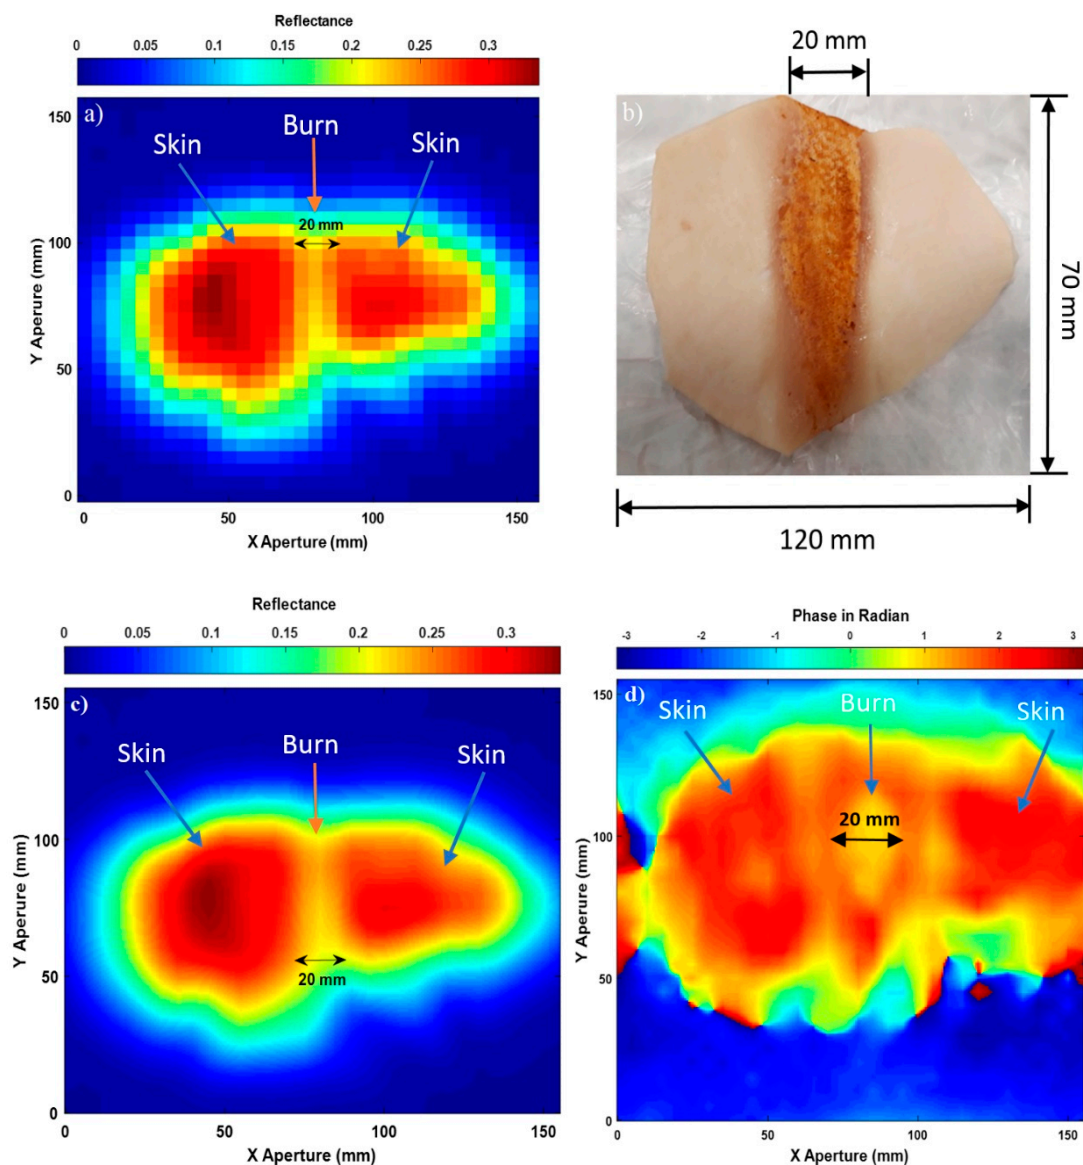 Reflectance
0 0.05 0.1 0.15 0.2 0.25 0.3
a)
Skin
Burn
Skin
20 mm
150
100
50
0
Y Aperure (mm)
0 50 100 150
X Aperture (mm)
20 mm
b)
70 mm
120 mm
Reflectance
0 0.05 0.1 0.15 0.2 0.25 0.3
c)
Skin
Burn
Skin
20 mm
150
100
50
0
Y Aperure (mm)
0 50 100 150
X Aperture (mm)
Phase in Radian
-3 -2 -1 0 1 2 3
d)
Skin
Burn
Skin
20 mm
150
100
50
0
Y Aperure (mm)
0 50 100 150
X Aperture (mm)